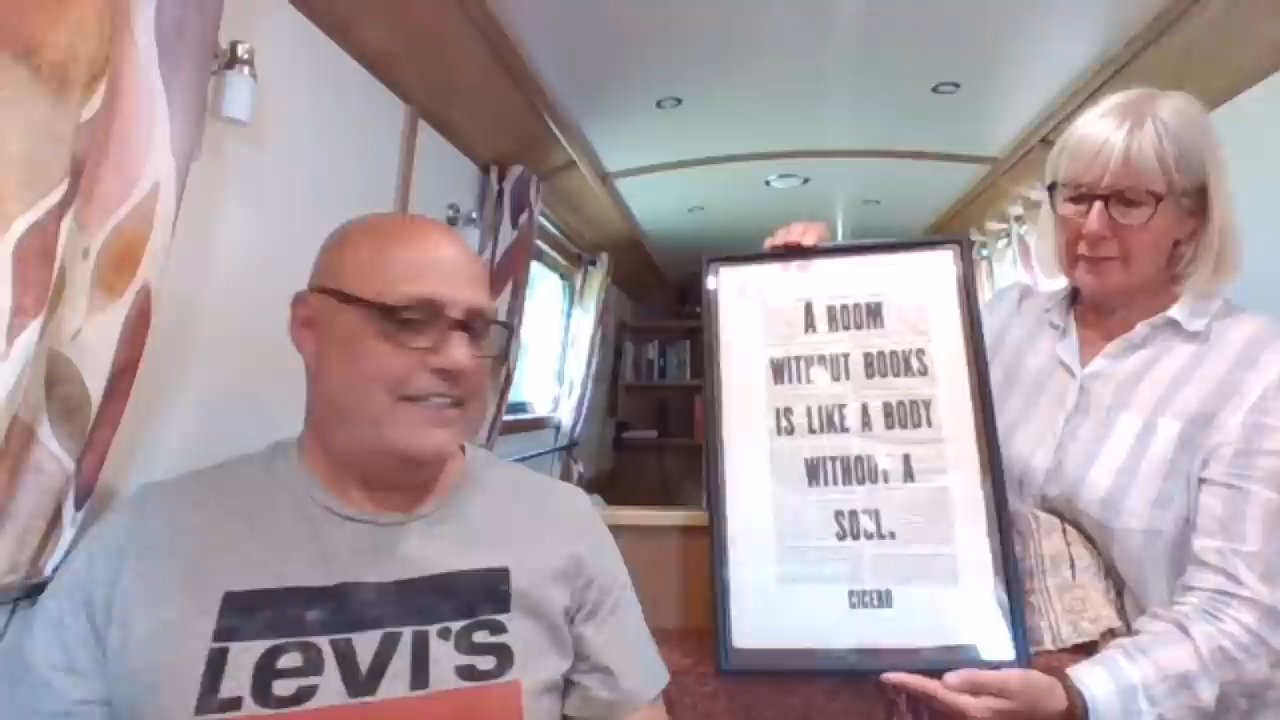 A ROOM
WITHOUT BOOKS
IS LIKE A BODY
WITHOUT A
SOUL.
CICERO
Levi's